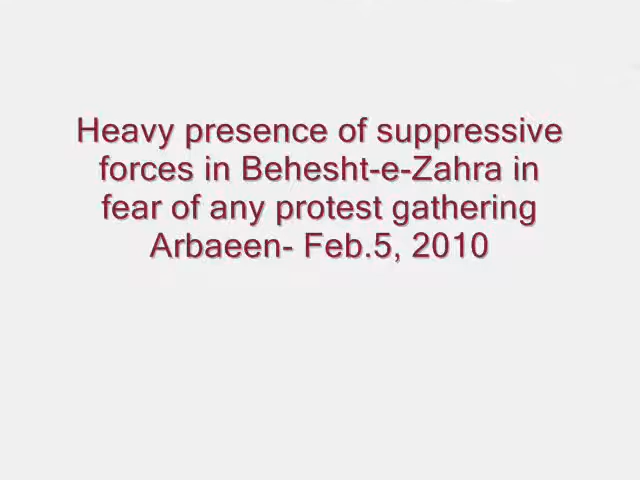 Heavy presence of suppressive
forces in Behesht-e-Zahra in
fear of any protest gathering
Arbaeen- Feb.5, 2010